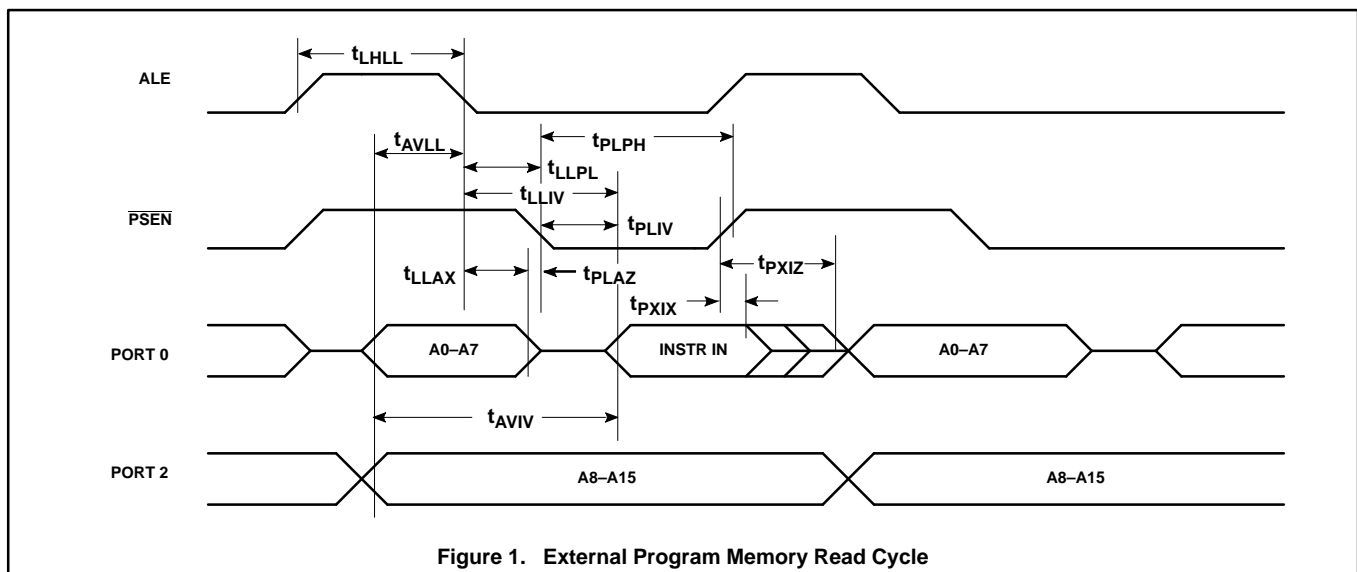 tLHLL
ALE
tAVLL
tPLPH
tLLPL
tLLIV
PSEN
tPLIV
tLLAX
tPLAZ
tPXIZ
tPXIX
PORT 0
A0–A7
INSTR IN
A0–A7
tAVIV
PORT 2
A8–A15
A8–A15
Figure 1. External Program Memory Read Cycle